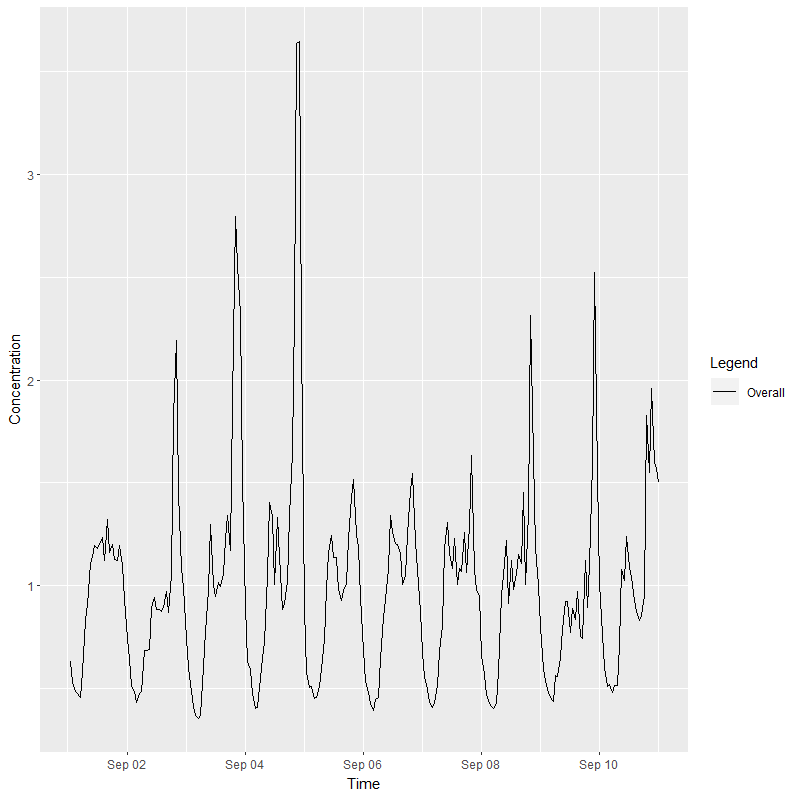 Concentration
3
2
1
Sep 02 Sep 04 Sep 06 Sep 08 Sep 10
Time
Legend
Overall